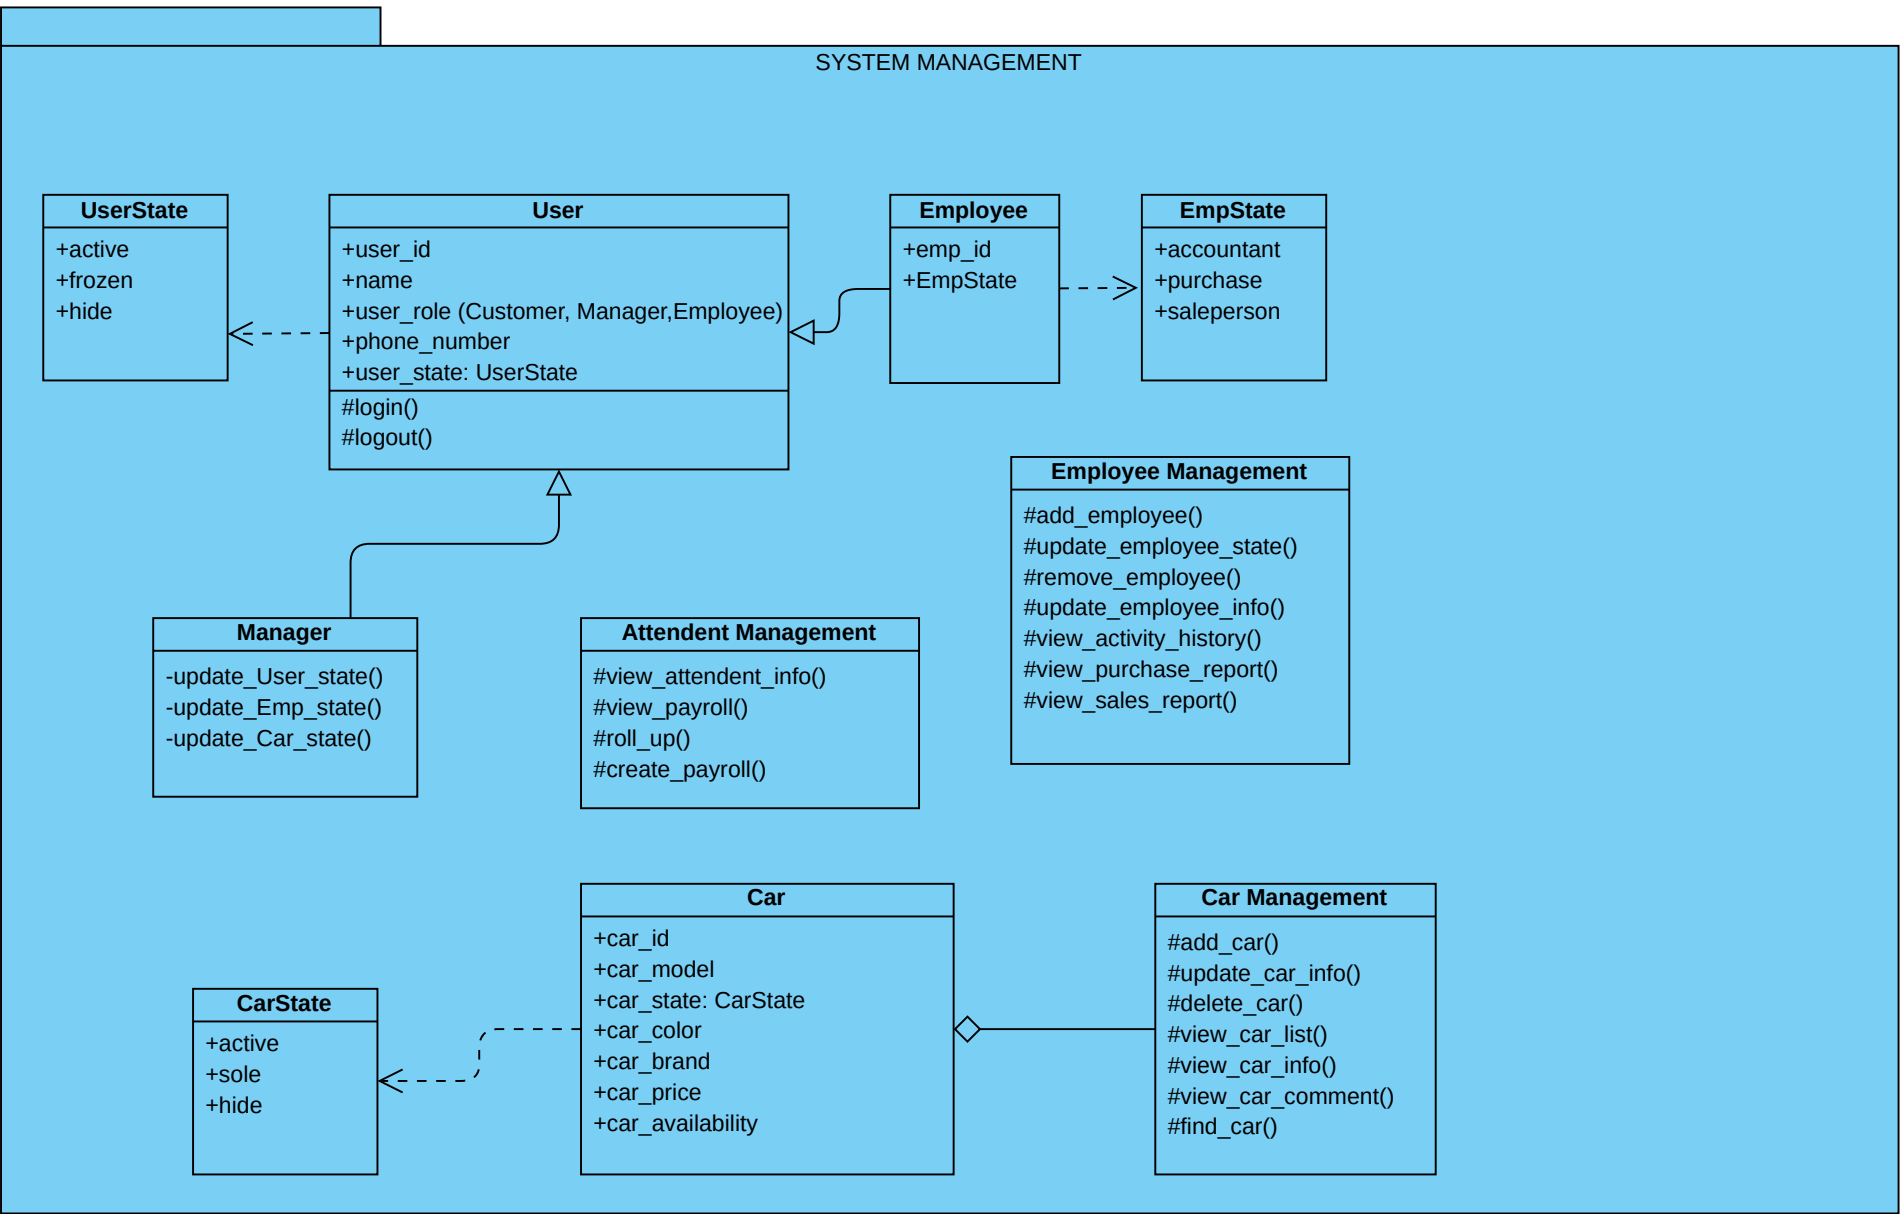 SYSTEM MANAGEMENT
UserState
+active
+frozen
+hide
User
+user_id
+name
+user_role (Customer, Manager,Employee)
+phone_number
+user_state: UserState
#login()
#logout()
Employee
+emp_id
+EmpState
EmpState
+accountant
+purchase
+saleperson
Employee Management
#add_employee()
#update_employee_state()
#remove_employee()
#update_employee_info()
#view_activity_history()
#view_purchase_report()
#view_sales_report()
Manager
-update_User_state()
-update_Emp_state()
-update_Car_state()
Attendent Management
#view_attendent_info()
#view_payroll()
#roll_up()
#create_payroll()
CarState
+active
+sole
+hide
Car
+car_id
+car_model
+car_state: CarState
+car_color
+car_brand
+car_price
+car_availability
Car Management
#add_car()
#update_car_info()
#delete_car()
#view_car_list()
#view_car_info()
#view_car_comment()
#find_car()